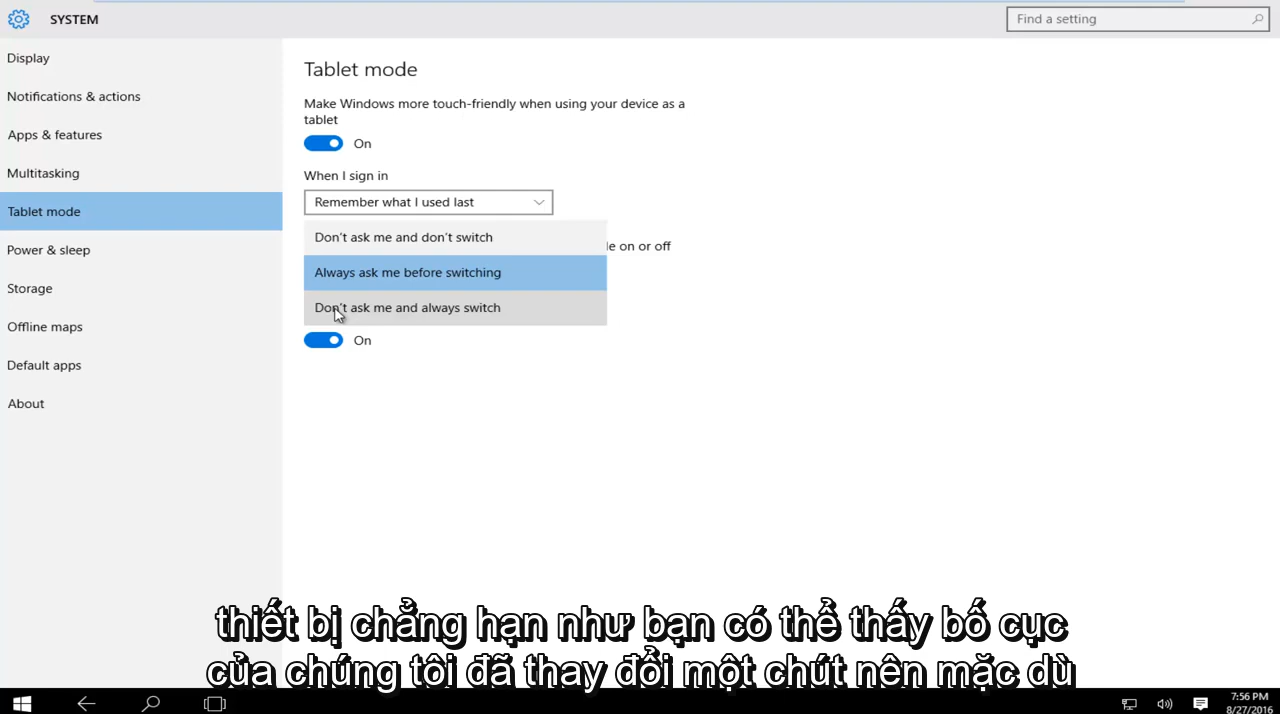 SYSTEM
Find a setting
Display
Notifications & actions
Apps & features
Multitasking
Tablet mode
Power & sleep
Storage
Offline maps
Default apps
About
Tablet mode
Make Windows more touch-friendly when using your device as a
tablet
On
When I sign in
Remember what I used last
le on or off
Don't ask me and don't switch
Always ask me before switching
Don't ask me and always switch
On
thiết bị chẳng hạn như bạn có thể thấy bố cục
của chúng tôi đã thay đổi một chút nên mặc dù
7:56 PM
8/27/2016